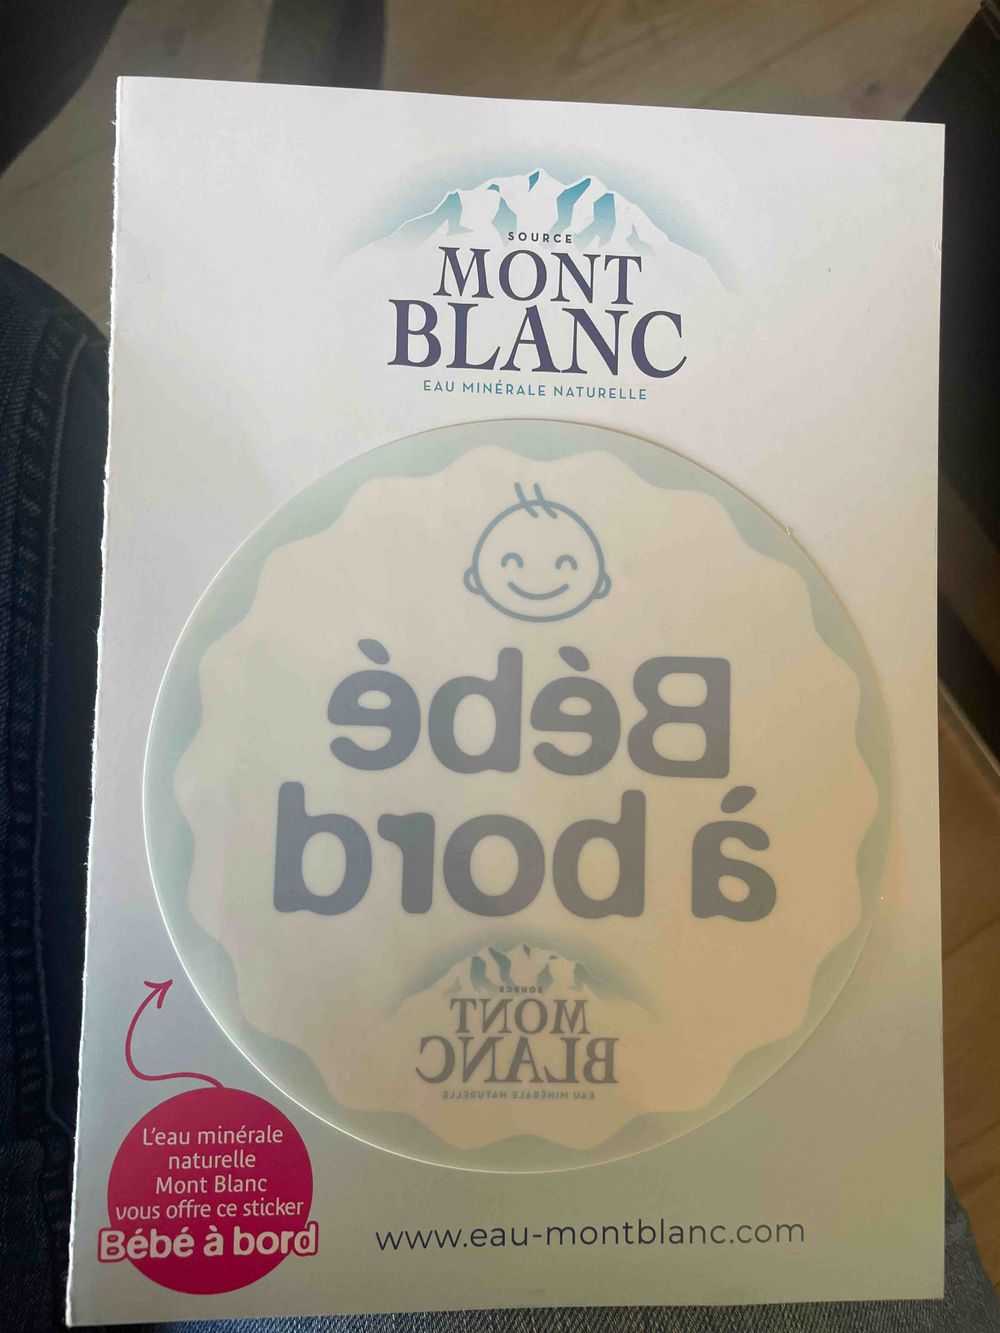 SOURCE
MONT
BLANC
EAU MINÉRALE NATURELLE
Bébé
à bord
SOURCE
MONT
BLANC
EAU MINÉRALE NATURELLE
L'eau minérale
naturelle
Mont Blanc
vous offre ce sticker
Bébé à bord
www.eau-montblanc.com